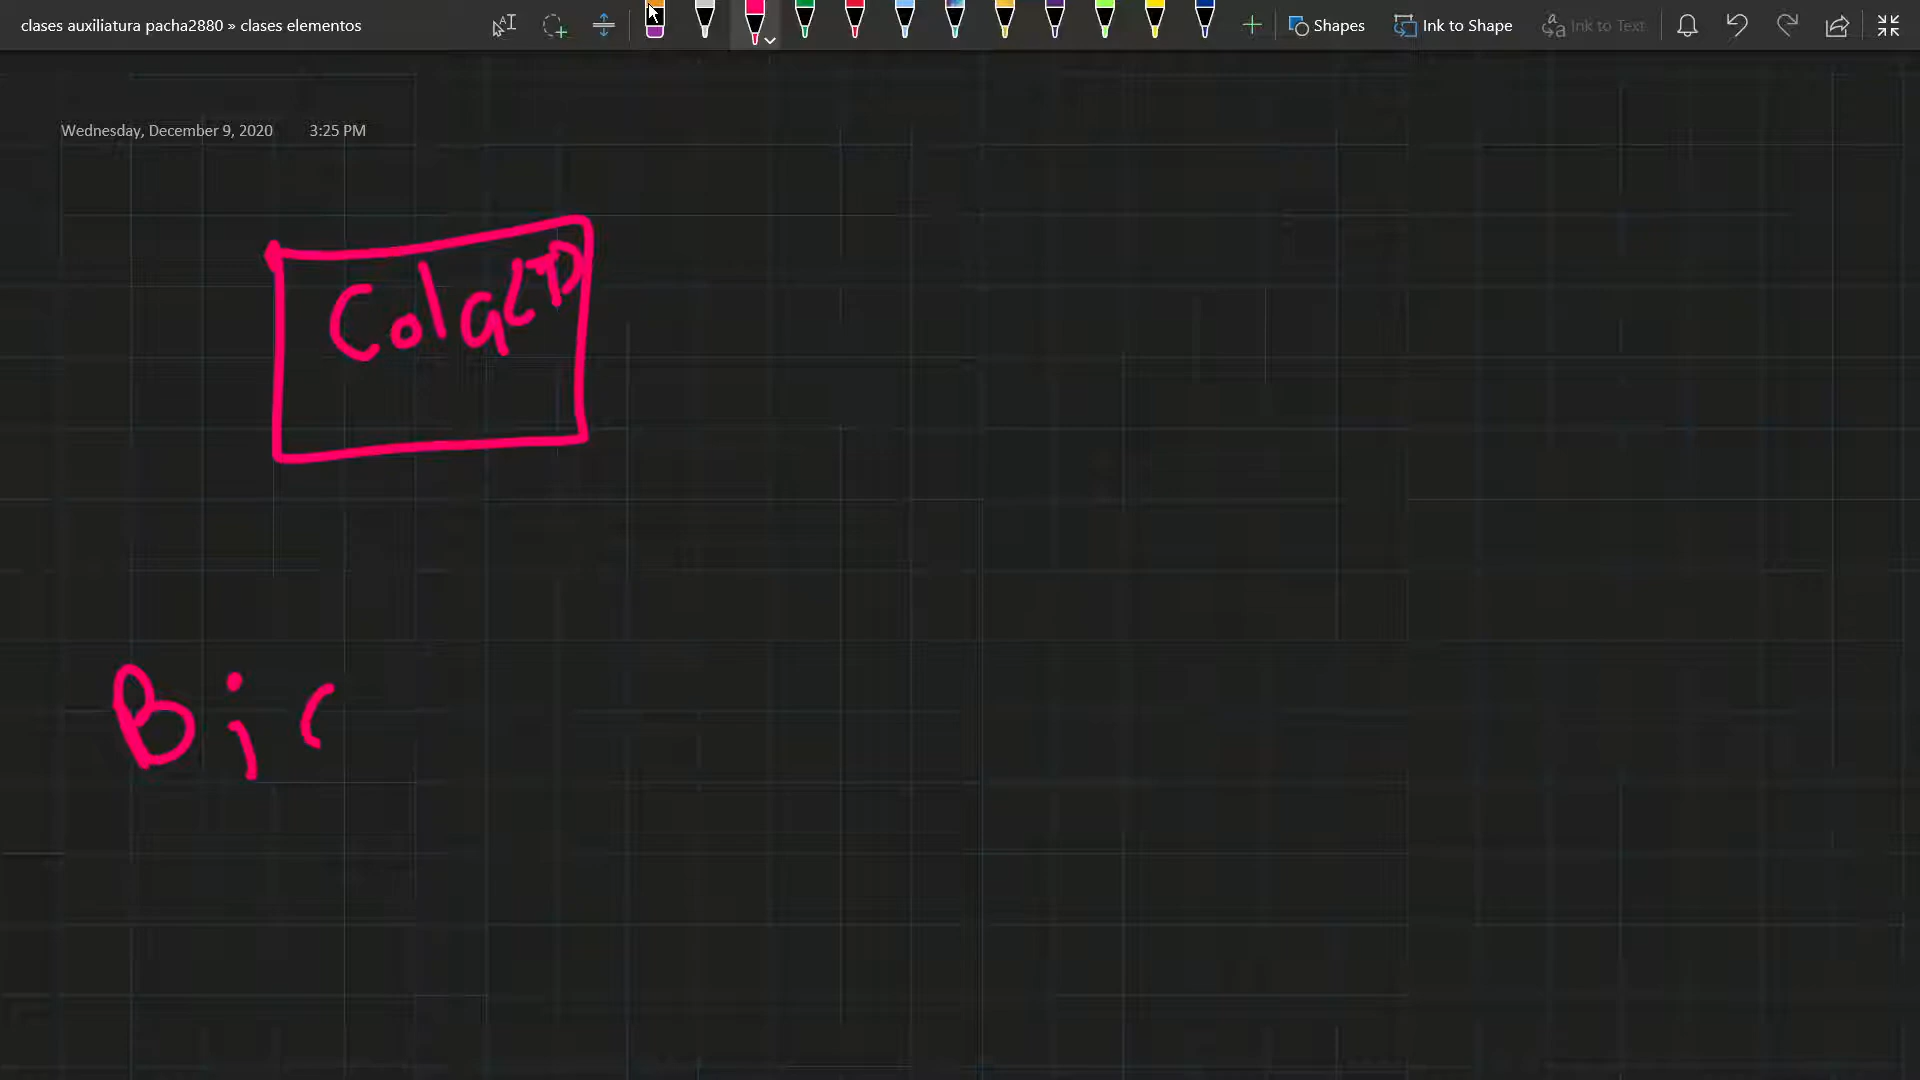 clases auxiliatura pacha2880 » clases elementos
Shapes
Ink to Shape
Ink to Text
Wednesday, December 9, 2020 3:25 PM
Cola<T>